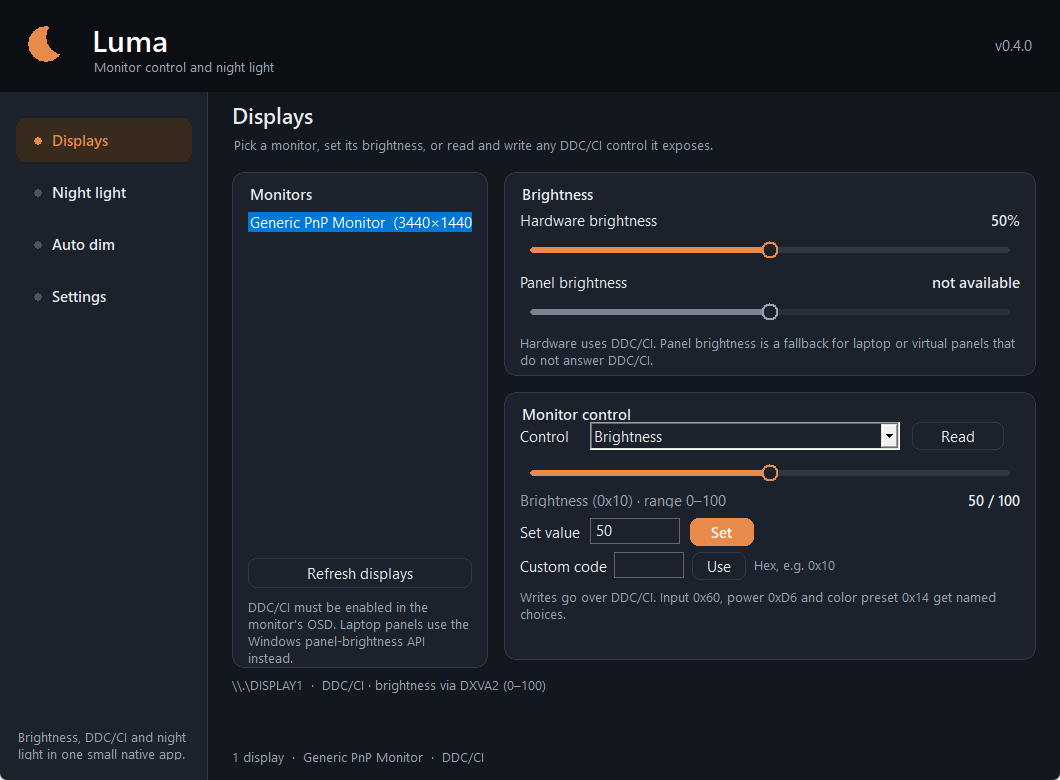 Luma
Monitor control and night light
v0.4.0
Displays
Night light
Auto dim
Settings
Brightness, DDC/CI and night
light in one small native app.
Displays
Pick a monitor, set its brightness, or read and write any DDC/CI control it exposes.
Monitors
Generic PnP Monitor (3440×1440
Refresh displays
DDC/CI must be enabled in the
monitor's OSD. Laptop panels use the
Windows panel-brightness API
instead.
Brightness
Hardware brightness 50%
Panel brightness not available
Hardware uses DDC/CI. Panel brightness is a fallback for laptop or virtual panels that
do not answer DDC/CI.
Monitor control
Control Brightness Read
Brightness (0x10) · range 0–100 50 / 100
Set value 50 Set
Custom code Use Hex, e.g. 0x10
Writes go over DDC/CI. Input 0x60, power 0xD6 and color preset 0x14 get named
choices.
\\.\DISPLAY1 · DDC/CI · brightness via DXVA2 (0–100)
1 display · Generic PnP Monitor · DDC/CI